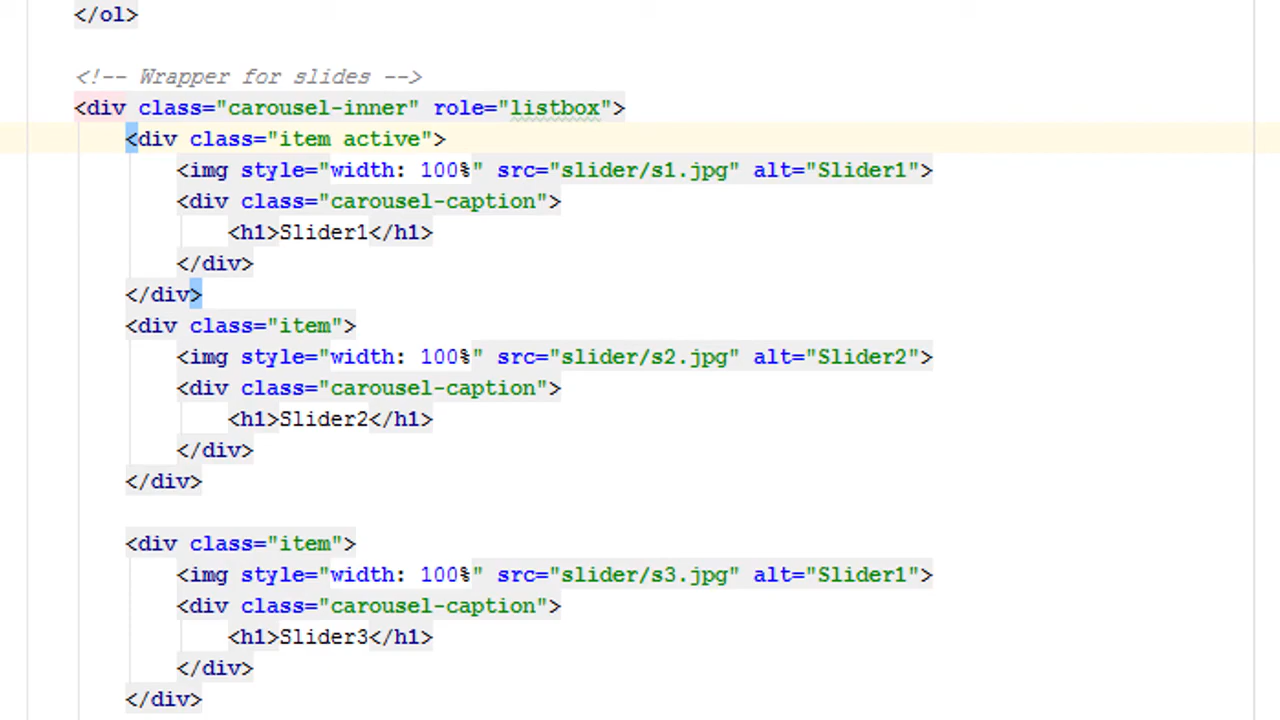 </ol>
<!-- Wrapper for slides -->
<div class="carousel-inner" role="listbox">
<div class="item active">
<img style="width: 100%" src="slider/s1.jpg" alt="Slider1">
<div class="carousel-caption">
<h1>Slider1</h1>
</div>
</div>
<div class="item">
<img style="width: 100%" src="slider/s2.jpg" alt="Slider2">
<div class="carousel-caption">
<h1>Slider2</h1>
</div>
</div>
<div class="item">
<img style="width: 100%" src="slider/s3.jpg" alt="Slider1">
<div class="carousel-caption">
<h1>Slider3</h1>
</div>
</div>